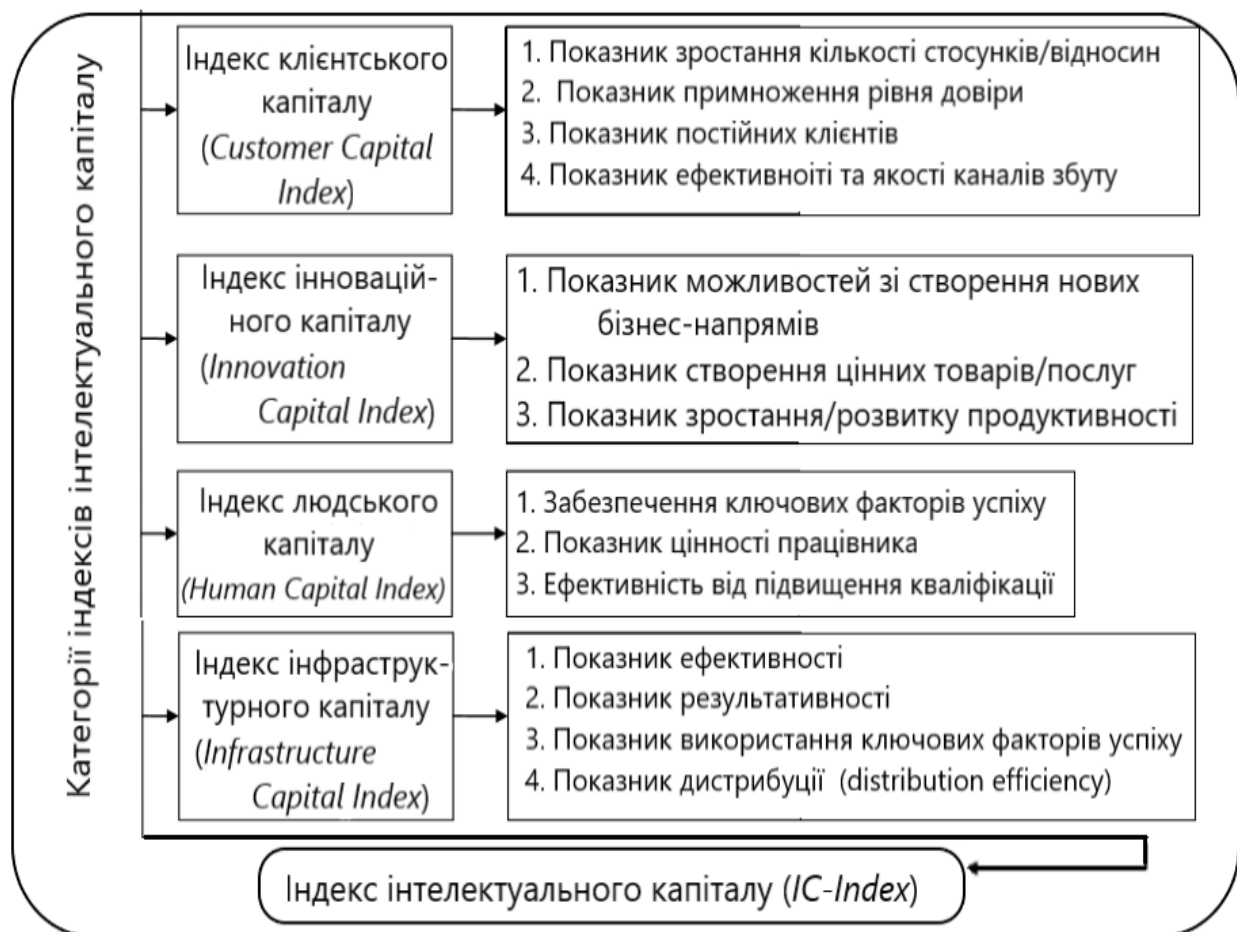 Категорії індексів інтелектуального капіталу
Індекс клієнтського
капіталу
(Customer Capital
Index)
1. Показник зростання кількості стосунків/відносин
2. Показник примноження рівня довіри
3. Показник постійних клієнтів
4. Показник ефективноіті та якості каналів збуту
Індекс інновацій-
ного капіталу
(Innovation
Capital Index)
1. Показник можливостей зі створення нових
бізнес-напрямів
2. Показник створення цінних товарів/послуг
3. Показник зростання/розвитку продуктивності
Індекс людського
капіталу
(Human Capital Index)
1. Забезпечення ключових факторів успіху
2. Показник цінності працівника
3. Ефективність від підвищення кваліфікації
Індекс інфраструк-
турного капіталу
(Infrastructure
Capital Index)
1. Показник ефективності
2. Показник результативності
3. Показник використання ключових факторів успіху
4. Показник дистрибуції (distribution efficiency)
Індекс інтелектуального капіталу (IC-Index)